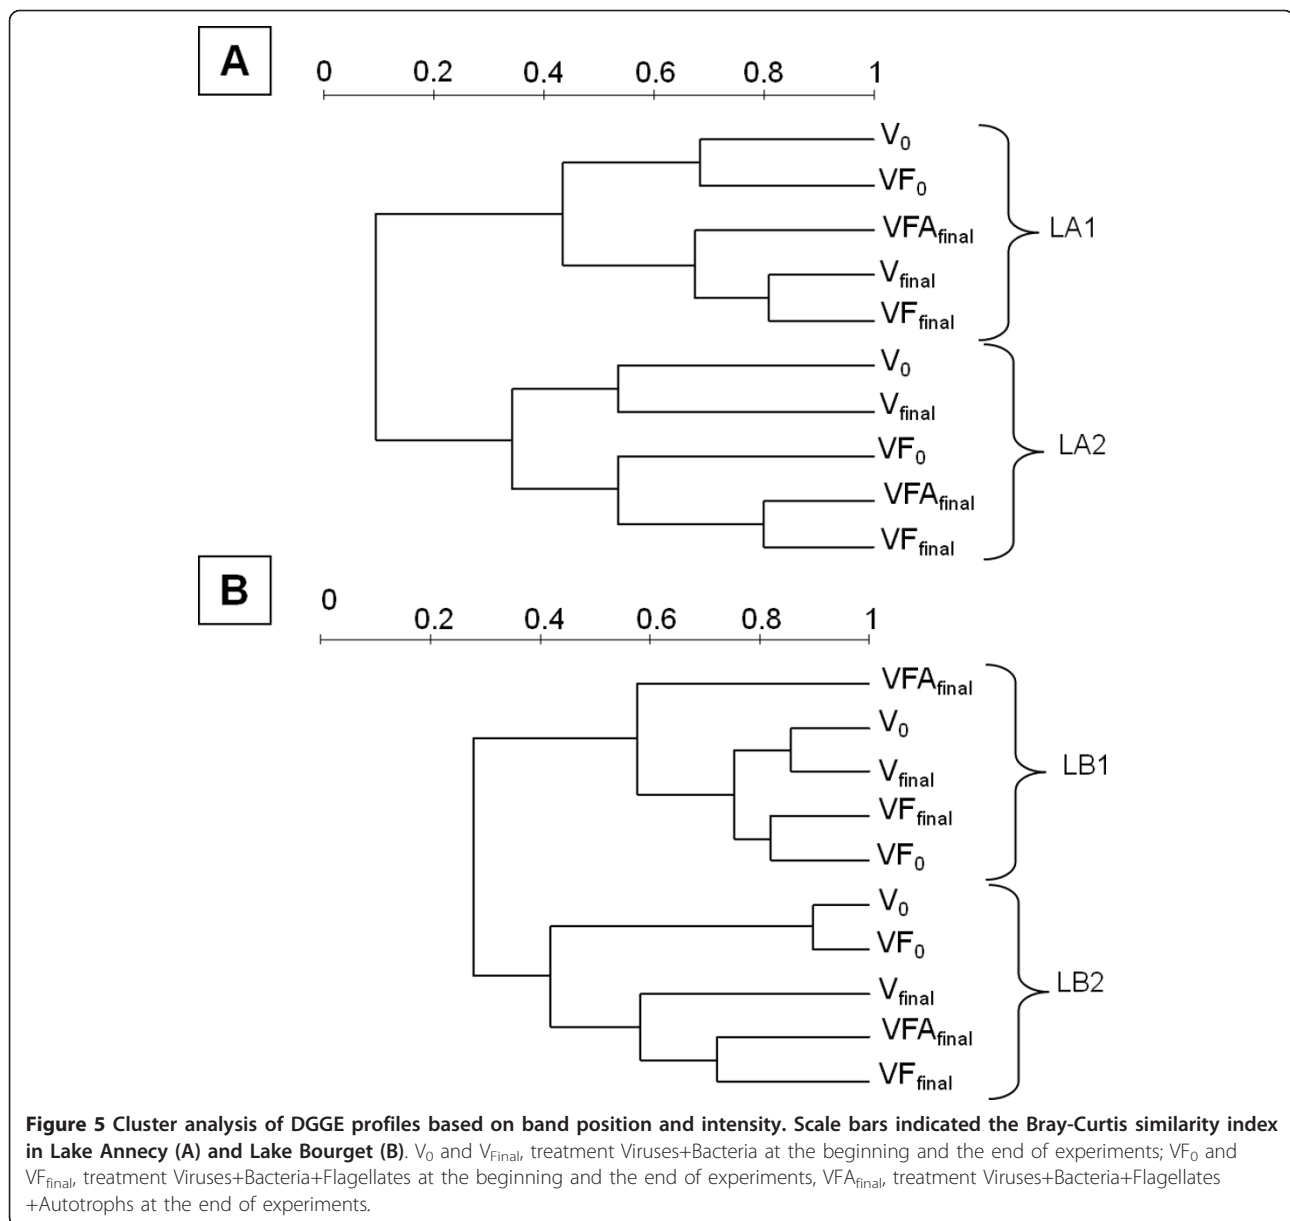 A
0 0.2 0.4 0.6 0.8 1
V0
VF0
VFAfinal
Vfinal
VFfinal
LA1
V0
Vfinal
VF0
VFAfinal
VFfinal
LA2
B
0 0.2 0.4 0.6 0.8 1
VFAfinal
V0
Vfinal
VFfinal
VF0
LB1
V0
VF0
Vfinal
VFAfinal
VFfinal
LB2
Figure 5 Cluster analysis of DGGE profiles based on band position and intensity. Scale bars indicated the Bray-Curtis similarity index
in Lake Annecy (A) and Lake Bourget (B). V0 and VFinal, treatment Viruses+Bacteria at the beginning and the end of experiments; VF0 and
VFfinal, treatment Viruses+Bacteria+Flagellates at the beginning and the end of experiments, VFAfinal, treatment Viruses+Bacteria+Flagellates
+Autotrophs at the end of experiments.